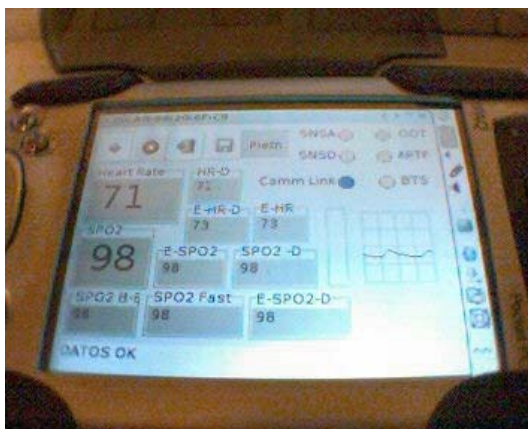 Pleth
SNSA OOT
SNSD ARTF
Camm Link BTS
Heart Rate
71
HR-D
71
E-HR-D
73
E-HR
73
SPO2
98
E-SPO2
98
SPO2 -D
98
98
SPO2 Fast
98
E-SPO2-D
98
DATOS OK